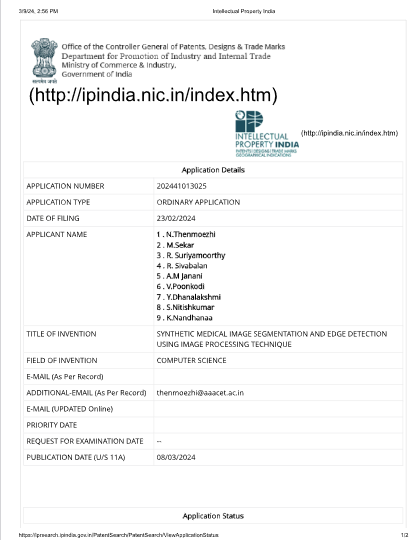 3/9/24, 2:56 PM Intellectual Property India
Office of the Controller General of Patents, Designs & Trade Marks
Department for Promotion of Industry and Internal Trade
Ministry of Commerce & Industry,
Government of India
सत्यमेव जयते
(http://ipindia.nic.in/index.htm)
INTELLECTUAL
PROPERTY INDIA
PATENTS | DESIGNS | TRADE MARKS
GEOGRAPHICAL INDICATIONS
(http://ipindia.nic.in/index.htm)
Application Details
APPLICATION NUMBER 202441013025
APPLICATION TYPE ORDINARY APPLICATION
DATE OF FILING 23/02/2024
APPLICANT NAME 1 . N.Thenmoezhi
2 . M.Sekar
3 . R. Suriyamoorthy
4 . R. Sivabalan
5 . A.M Janani
6 . V.Poonkodi
7 . Y.Dhanalakshmi
8 . S.Nitishkumar
9 . K.Nandhanaa
TITLE OF INVENTION SYNTHETIC MEDICAL IMAGE SEGMENTATION AND EDGE DETECTION
USING IMAGE PROCESSING TECHNIQUE
FIELD OF INVENTION COMPUTER SCIENCE
E-MAIL (As Per Record)
ADDITIONAL-EMAIL (As Per Record) thenmoezhi@aaacet.ac.in
E-MAIL (UPDATED Online)
PRIORITY DATE
REQUEST FOR EXAMINATION DATE --
PUBLICATION DATE (U/S 11A) 08/03/2024
Application Status
https://iprsearch.ipindia.gov.in/PatentSearch/PatentSearch/ViewApplicationStatus 1/2